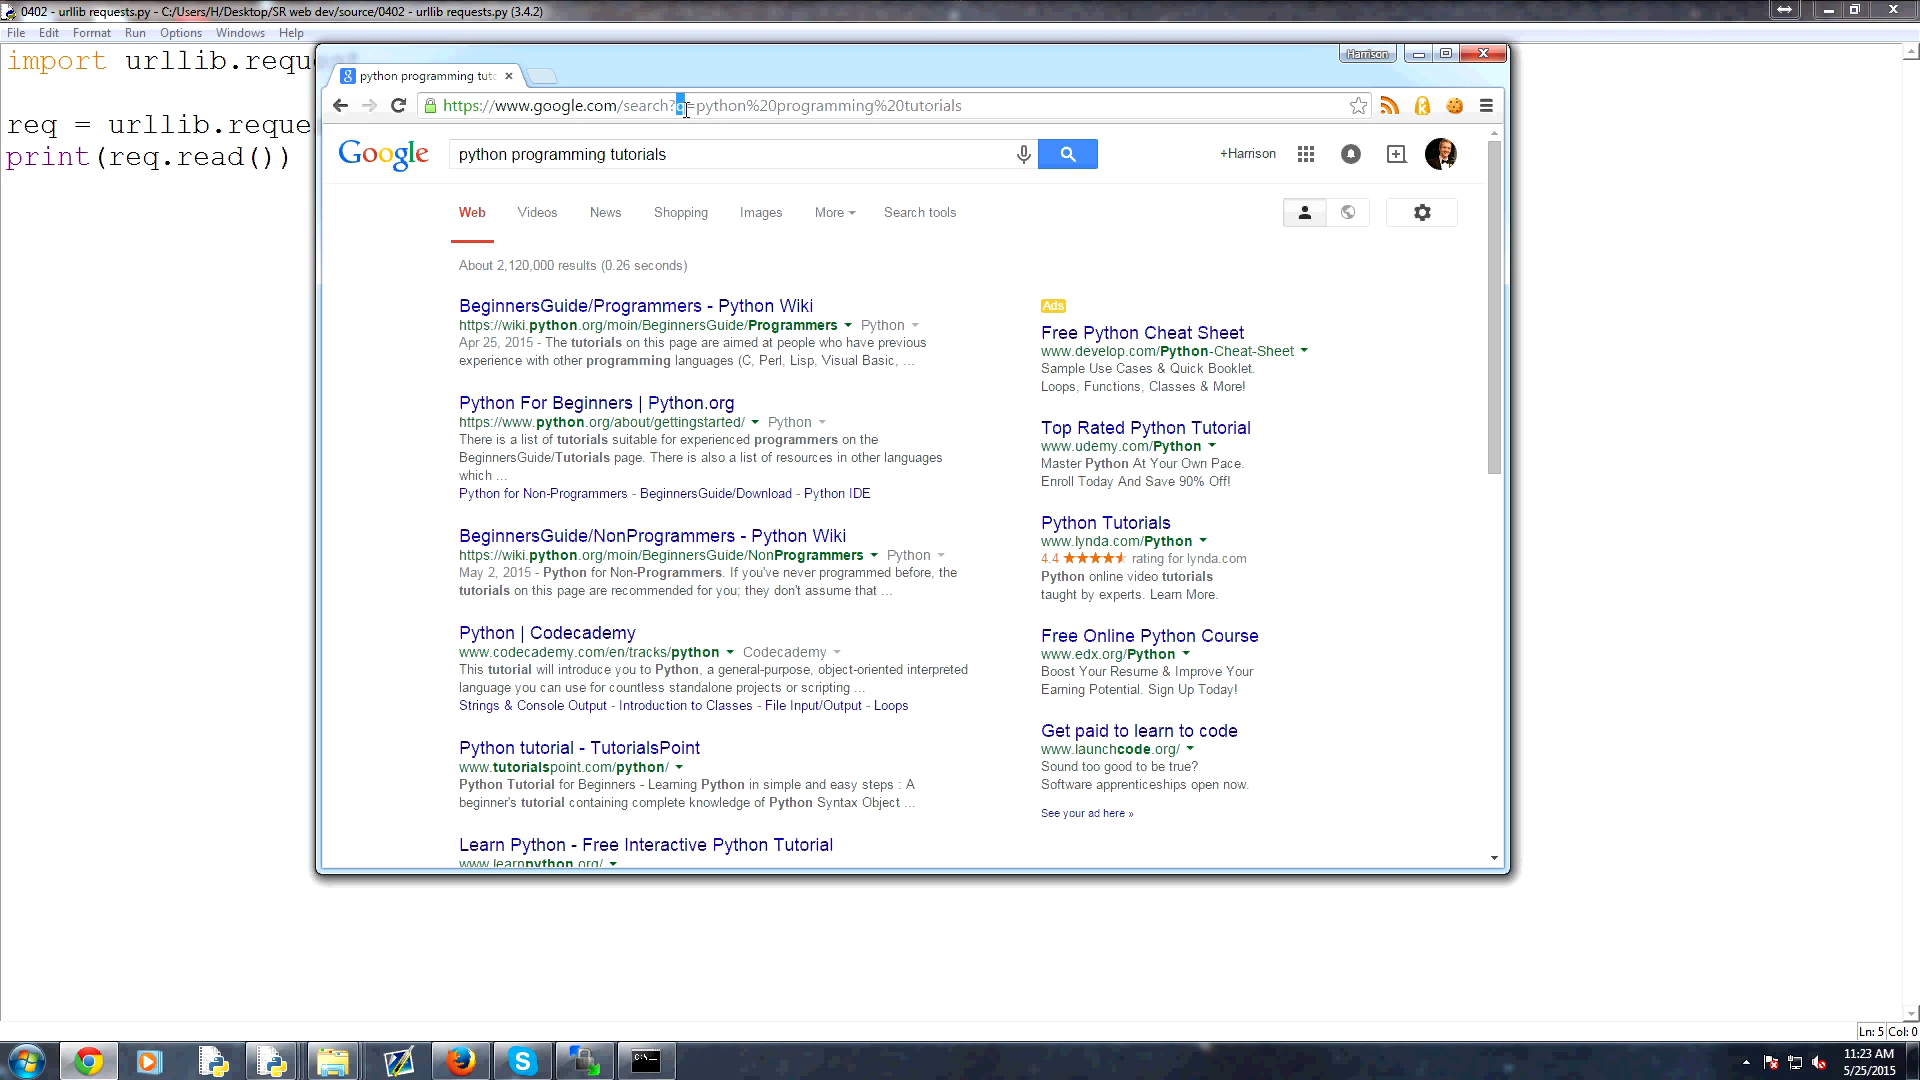 0402 - urllib requests.py - C:/Users/H/Desktop/SR web dev/source/0402 - urllib requests.py (3.4.2)
File Edit Format Run Options Windows Help
import urllib.reque
req = urllib.reque
print(req.read())
Harrison
python programming tuto
https://www.google.com/search?q=python%20programming%20tutorials
Google
python programming tutorials
+Harrison
Web Videos News Shopping Images More Search tools
About 2,120,000 results (0.26 seconds)
BeginnersGuide/Programmers - Python Wiki
https://wiki.python.org/moin/BeginnersGuide/Programmers Python
Apr 25, 2015 - The tutorials on this page are aimed at people who have previous
experience with other programming languages (C, Perl, Lisp, Visual Basic, ...
Python For Beginners | Python.org
https://www.python.org/about/gettingstarted/ Python
There is a list of tutorials suitable for experienced programmers on the
BeginnersGuide/Tutorials page. There is also a list of resources in other languages
which ...
Python for Non-Programmers - BeginnersGuide/Download - Python IDE
BeginnersGuide/NonProgrammers - Python Wiki
https://wiki.python.org/moin/BeginnersGuide/NonProgrammers Python
May 2, 2015 - Python for Non-Programmers. If you've never programmed before, the
tutorials on this page are recommended for you; they don't assume that ...
Python | Codecademy
www.codecademy.com/en/tracks/python Codecademy
This tutorial will introduce you to Python, a general-purpose, object-oriented interpreted
language you can use for countless standalone projects or scripting ...
Strings & Console Output - Introduction to Classes - File Input/Output - Loops
Python tutorial - TutorialsPoint
www.tutorialspoint.com/python/
Python Tutorial for Beginners - Learning Python in simple and easy steps : A
beginner's tutorial containing complete knowledge of Python Syntax Object ...
Learn Python - Free Interactive Python Tutorial
www.learnpython.org/
Ads
Free Python Cheat Sheet
www.develop.com/Python-Cheat-Sheet
Sample Use Cases & Quick Booklet.
Loops, Functions, Classes & More!
Top Rated Python Tutorial
www.udemy.com/Python
Master Python At Your Own Pace.
Enroll Today And Save 90% Off!
Python Tutorials
www.lynda.com/Python
4.4 ★★★★★ rating for lynda.com
Python online video tutorials
taught by experts. Learn More.
Free Online Python Course
www.edx.org/Python
Boost Your Resume & Improve Your
Earning Potential. Sign Up Today!
Get paid to learn to code
www.launchcode.org/
Sound too good to be true?
Software apprenticeships open now.
See your ad here »
Ln: 5 Col: 0
11:23 AM
5/25/2015